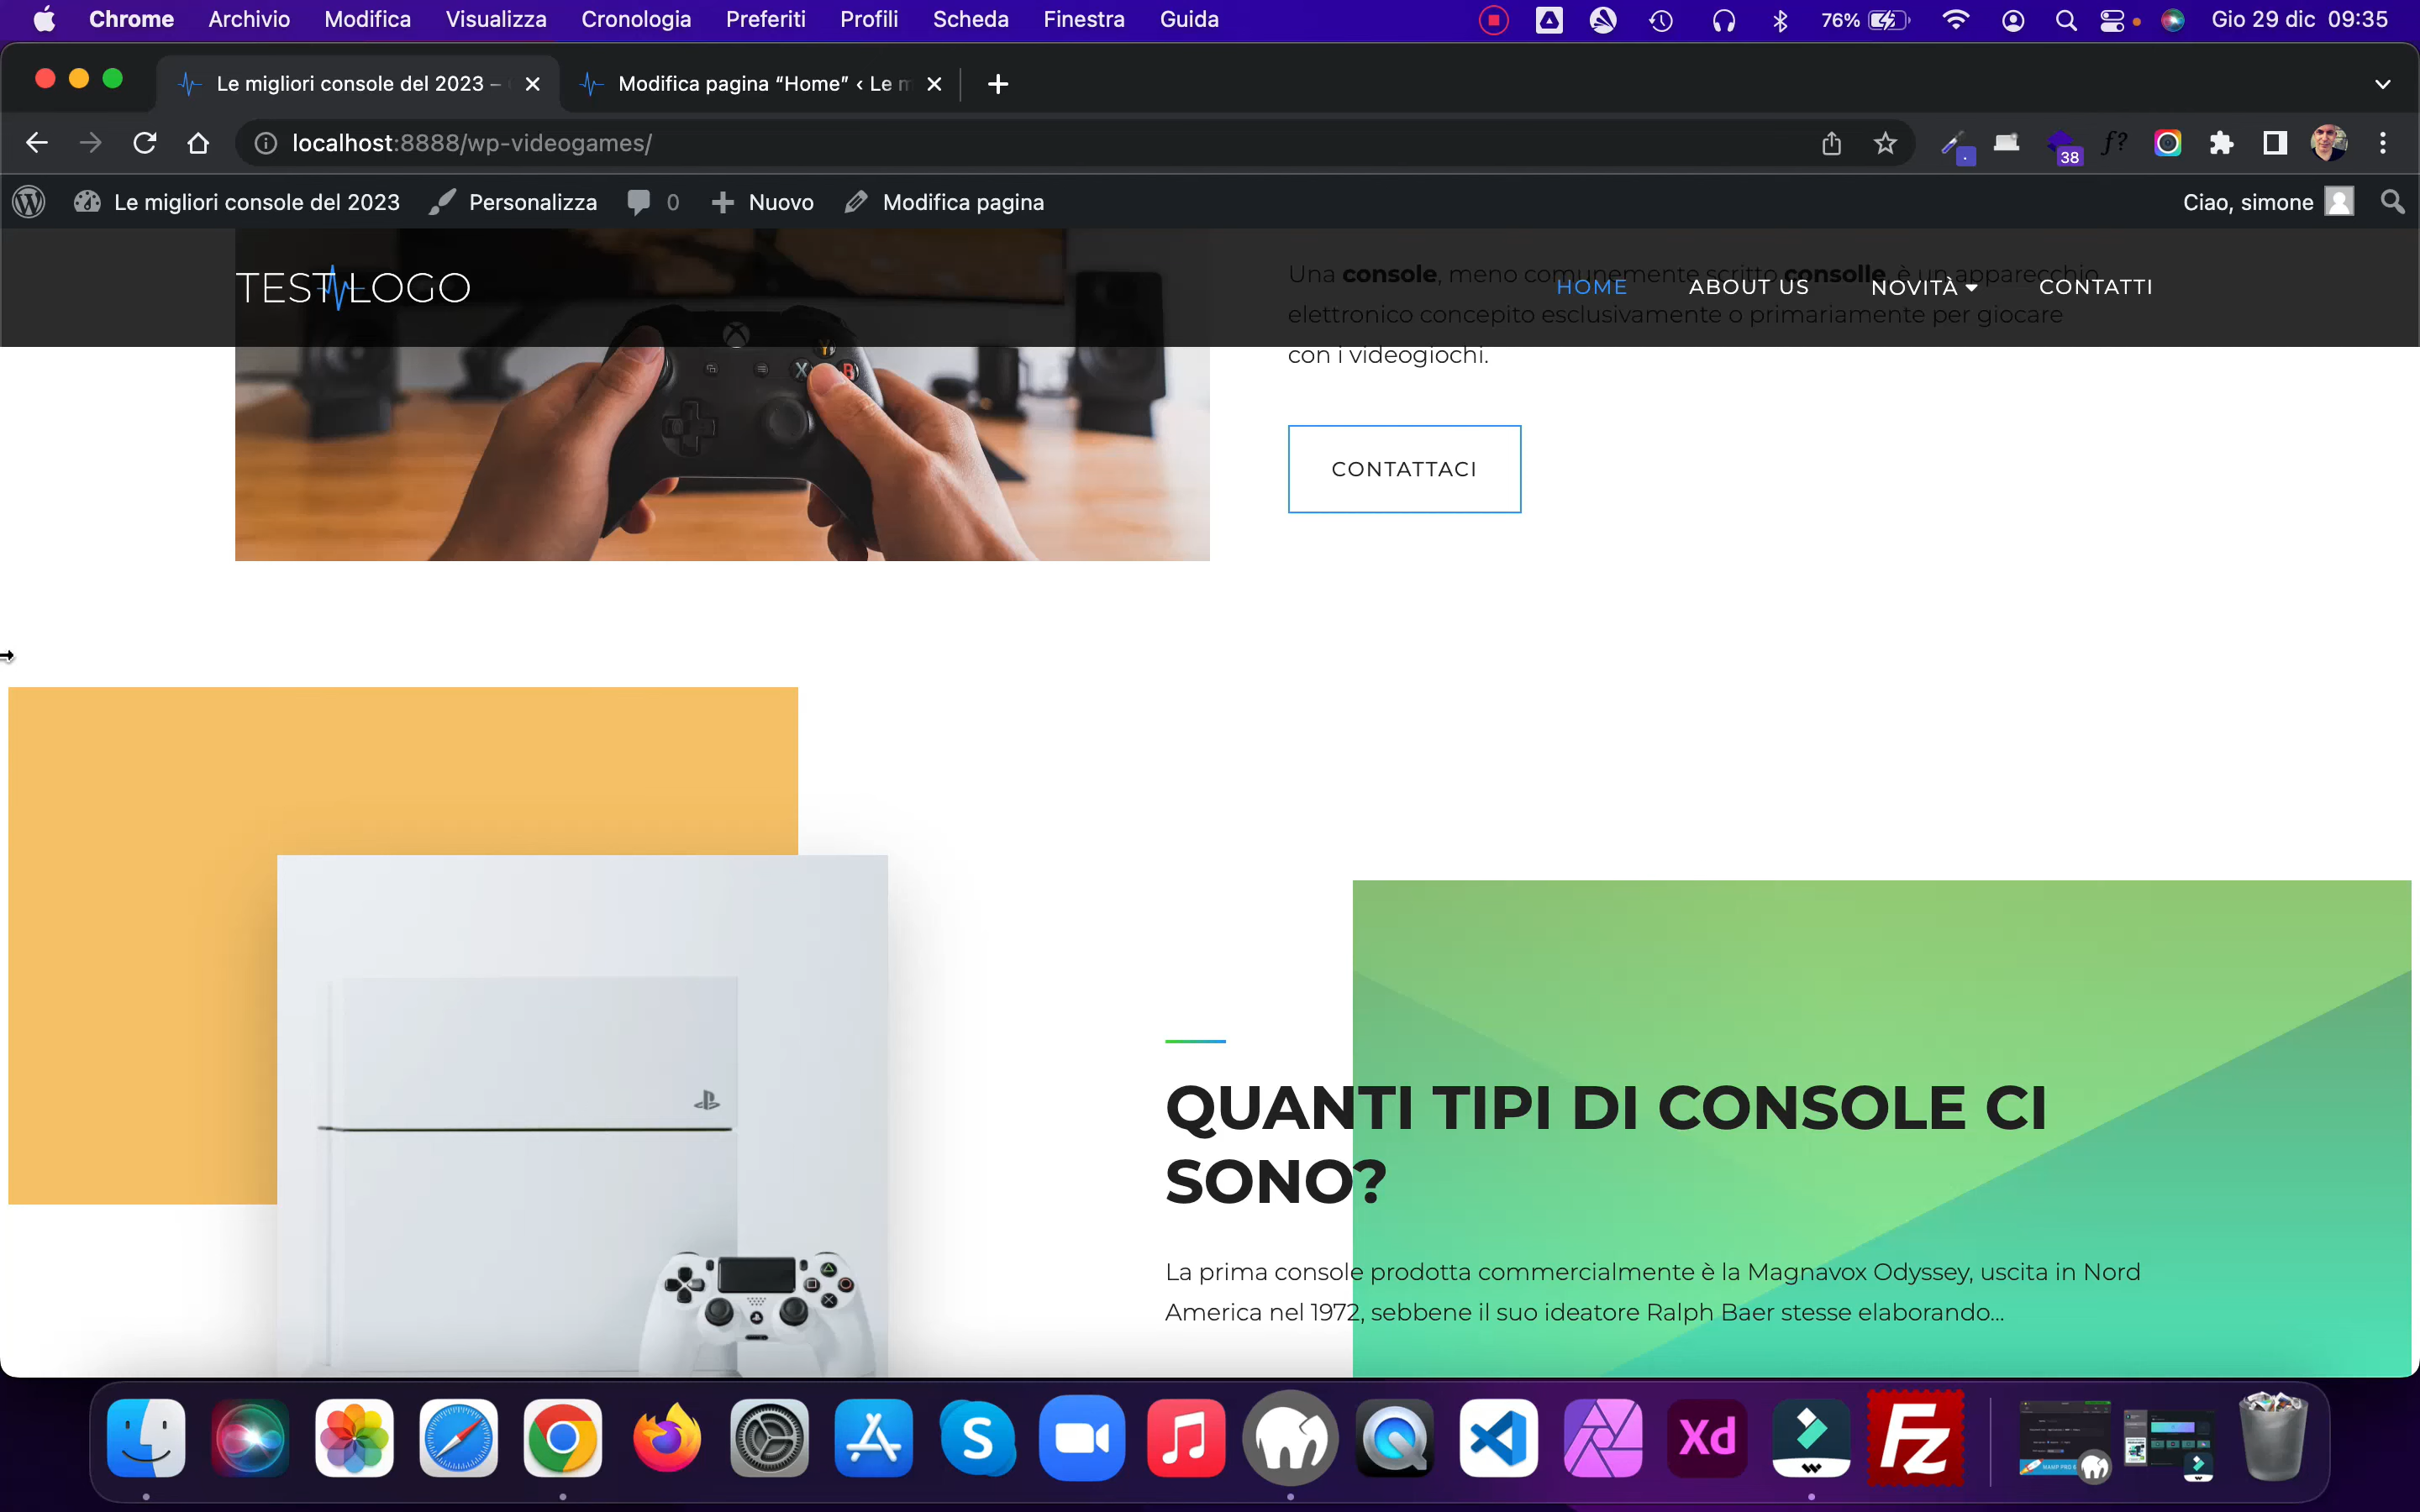 Chrome Archivio Modifica Visualizza Cronologia Preferiti Profili Scheda Finestra Guida 76% Gio 29 dic 09:35
Le migliori console del 2023 – Modifica pagina “Home” ‹ Le m
localhost:8888/wp-videogames/ f? 38
Le migliori console del 2023 Personalizza 0 Nuovo Modifica pagina Ciao, simone
TEST LOGO HOME ABOUT US NOVITÀ CONTATTI
Una console, meno comunemente scritto consolle, è un apparecchio
elettronico concepito esclusivamente o primariamente per giocare
con i videogiochi.
Y
X B
CONTATTACI
QUANTI TIPI DI CONSOLE CI
SONO?
La prima console prodotta commercialmente è la Magnavox Odyssey, uscita in Nord
America nel 1972, sebbene il suo ideatore Ralph Baer stesse elaborando...
S Xd Fz